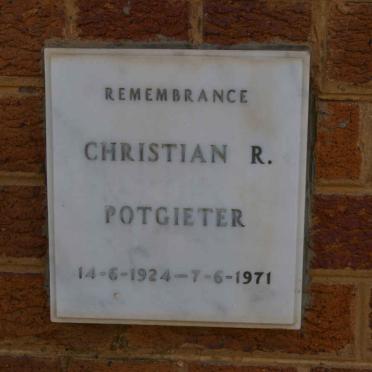 REMEMBRANCE
CHRISTIAN R.
POTGIETER
14-6-1924-7-6-1971